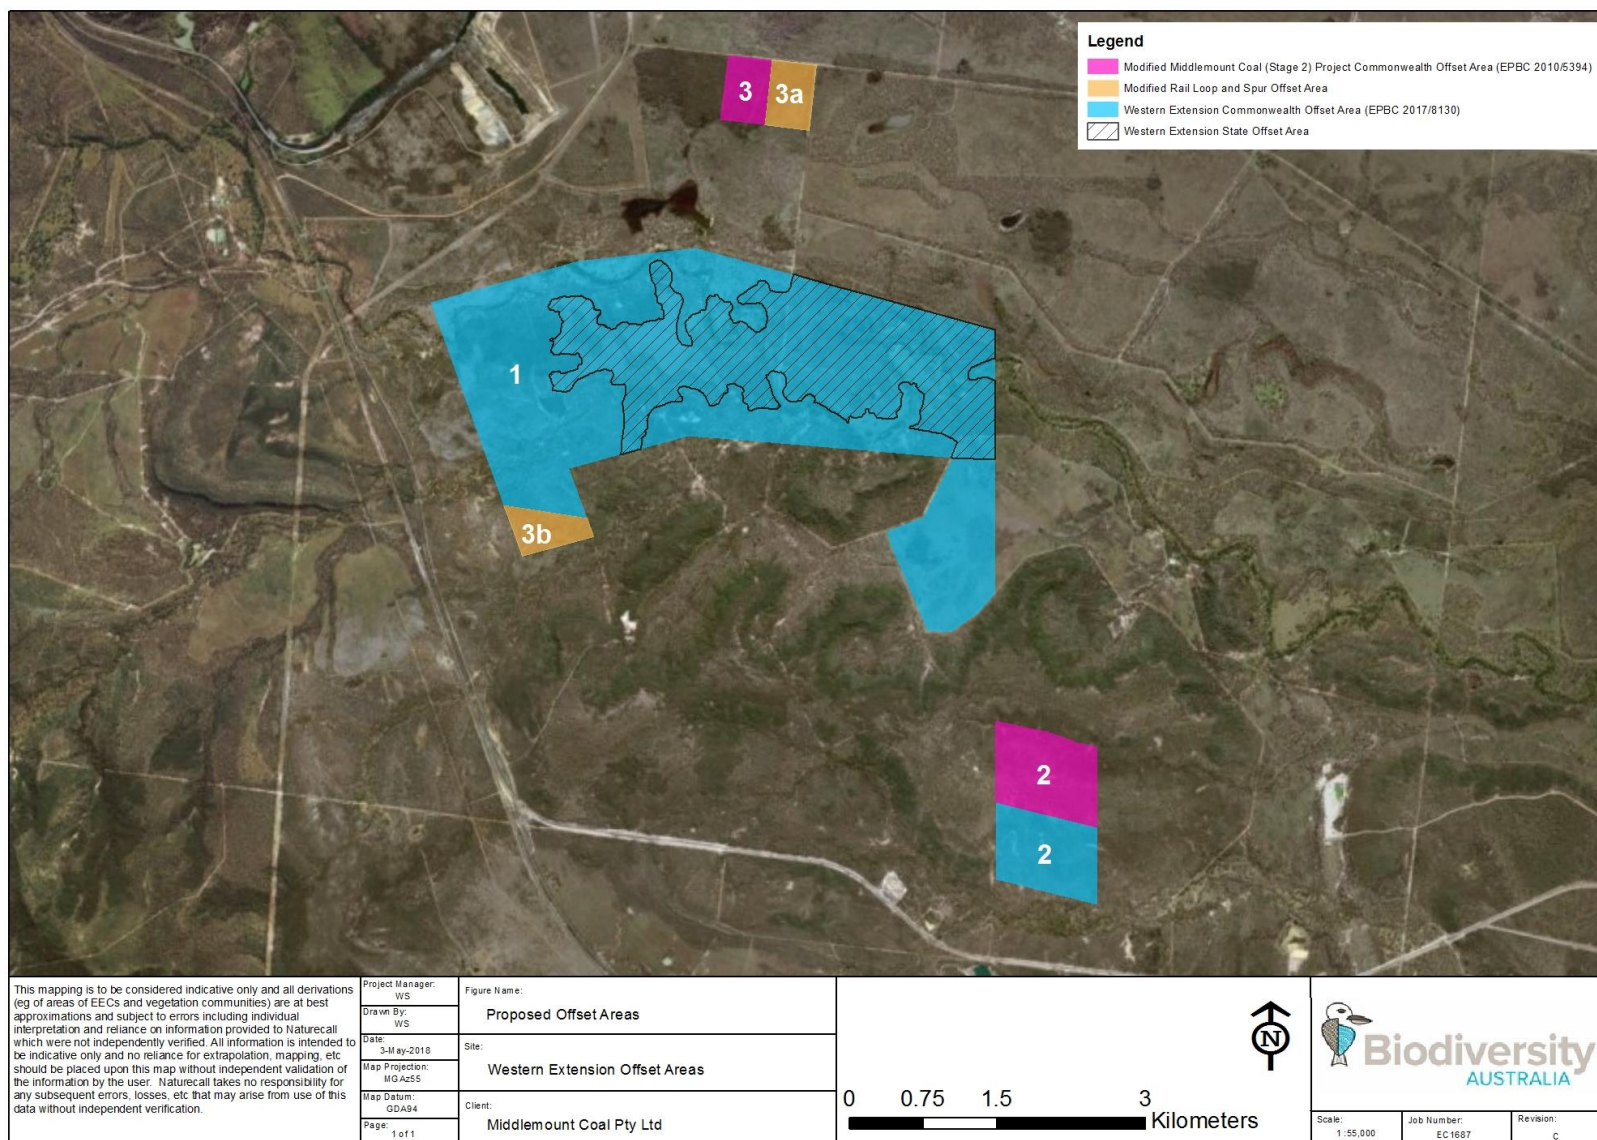 Legend
Modified Middlemount Coal (Stage 2) Project Commonwealth Offset Area (EPBC 2010/5394)
Modified Rail Loop and Spur Offset Area
Western Extension Commonwealth Offset Area (EPBC 2017/8130)
Western Extension State Offset Area
3
3a
1
3b
2
2
This mapping is to be considered indicative only and all derivations
(eg of areas of EECs and vegetation communities) are at best
approximations and subject to errors including individual
interpretation and reliance on information provided to Naturecall
which were not independently verified. All information is intended to
be indicative only and no reliance for extrapolation, mapping, etc
should be placed upon this map without independent validation of
the information by the user. Naturecall takes no responsibility for
any subsequent errors, losses, etc that may arise from use of this
data without independent verification.
Project Manager:
WS
Drawn By:
WS
Date:
3-May-2018
Map Projection:
MGAz55
Map Datum:
GDA94
Page:
1 of 1
Figure Name:
Proposed Offset Areas
Site:
Western Extension Offset Areas
Client:
Middlemount Coal Pty Ltd
0 0.75 1.5 3
Kilometers
N
Biodiversity
AUSTRALIA
Scale:
1:55,000
Job Number:
EC1687
Revision:
C